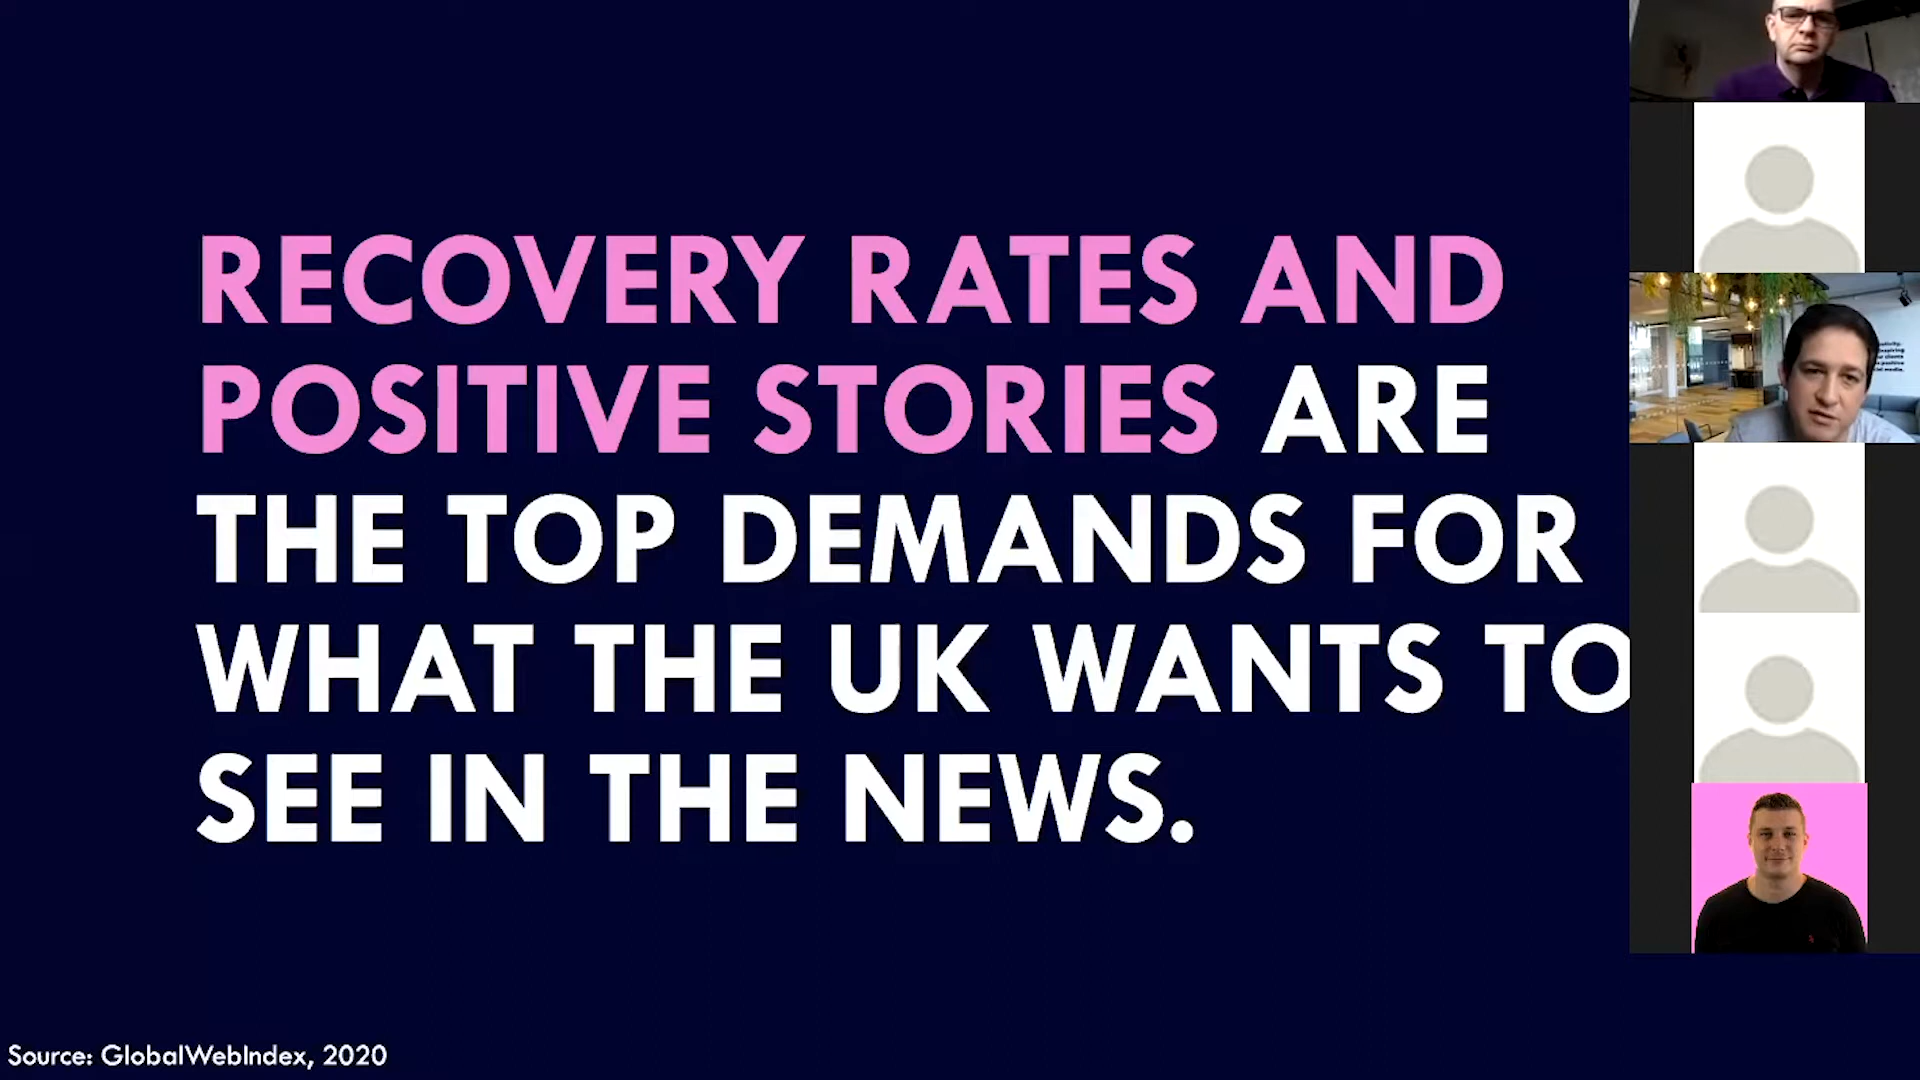 RECOVERY RATES AND
POSITIVE STORIES ARE
THE TOP DEMANDS FOR
WHAT THE UK WANTS TO
SEE IN THE NEWS.
Source: GlobalWebIndex, 2020